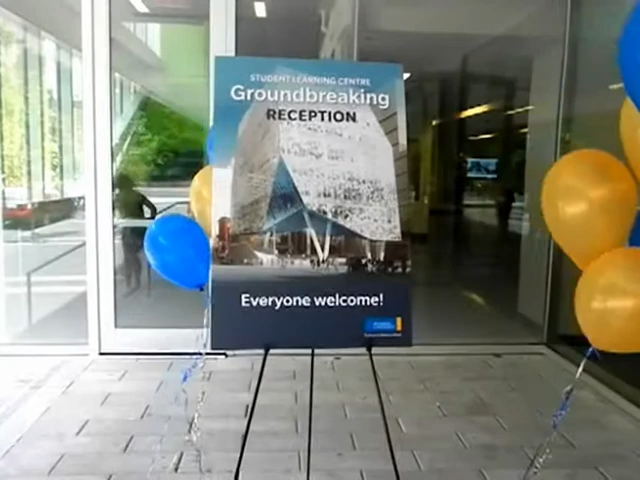 STUDENT LEARNING CENTRE
Groundbreaking
RECEPTION
Everyone welcome!